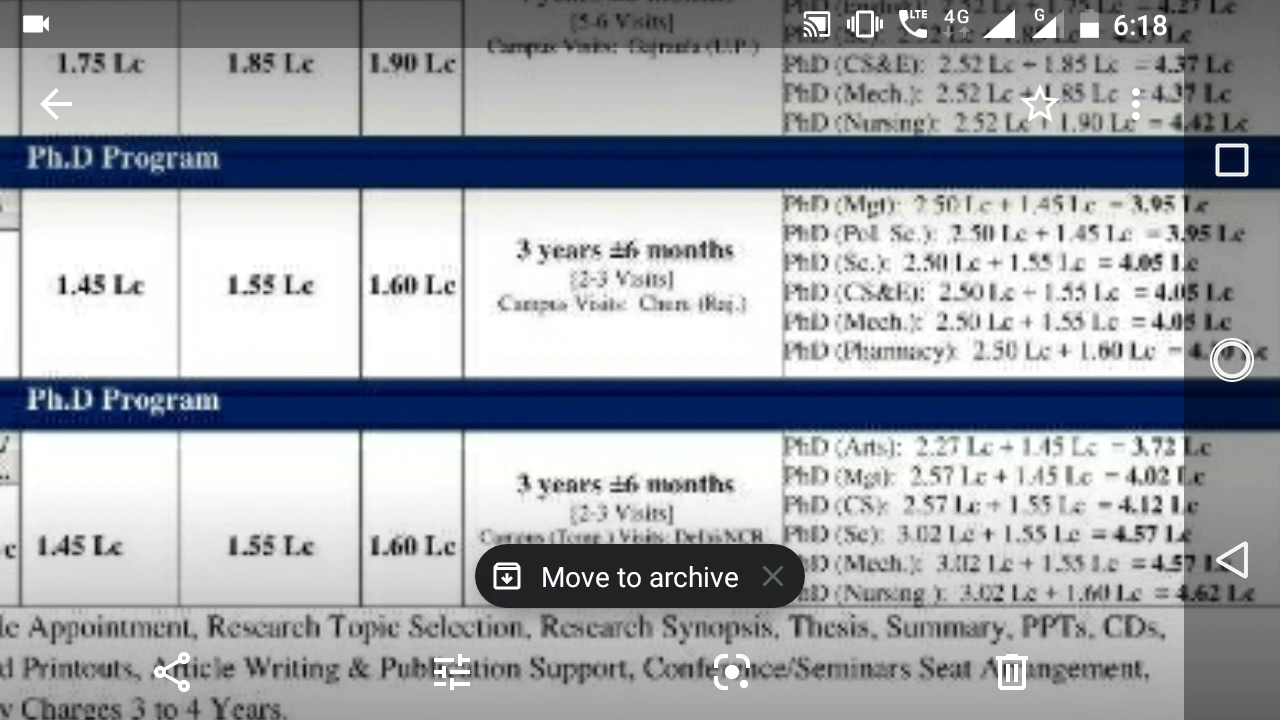 LTE 4G G 6:18
[5-6 Visits]
Campus Visits: Gajraula (U.P.)
1.75 Lc 1.85 Lc 1.90 Lc
PhD (CS&E): 2.52 Lc + 1.85 Lc = 4.37 Lc
PhD (Mech.): 2.52 Lc + 1.85 Lc = 4.37 Lc
PhD (Nursing): 2.52 Lc + 1.90 Lc = 4.42 Lc
Ph.D Program
1.45 Lc 1.55 Lc 1.60 Lc
3 years ±6 months
[2-3 Visits]
Campus Visits: Churu (Raj.)
PhD (Mgt): 2.50 Lc + 1.45 Lc = 3.95 Lc
PhD (Pol. Sc.): 2.50 Lc + 1.45 Lc = 3.95 Lc
PhD (Sc.): 2.50 Lc + 1.55 Lc = 4.05 Lc
PhD (CS&E): 2.50 Lc + 1.55 Lc = 4.05 Lc
PhD (Mech.): 2.50 Lc + 1.55 Lc = 4.05 Lc
PhD (Pharmacy): 2.50 Lc + 1.60 Lc =
Ph.D Program
1.45 Lc 1.55 Lc 1.60 Lc
3 years ±6 months
[2-3 Visits]
Campus (Temp.) Visits: Delhi/NCR
PhD (Arts): 2.27 Lc + 1.45 Lc = 3.72 Lc
PhD (Mgt): 2.57 Lc + 1.45 Lc = 4.02 Lc
PhD (CS): 2.57 Lc + 1.55 Lc = 4.12 Lc
PhD (Sc): 3.02 Lc + 1.55 Lc = 4.57 Lc
PhD (Mech.): 3.02 Lc + 1.55 Lc = 4.57 Lc
PhD (Nursing ): 3.02 Lc + 1.60 Lc = 4.62 Lc
Move to archive
Appointment, Research Topic Selection, Research Synopsis, Thesis, Summary, PPTs, CDs,
Printouts, Article Writing & Publication Support, Conference/Seminars Seat Arrangement,
Charges 3 to 4 Years.